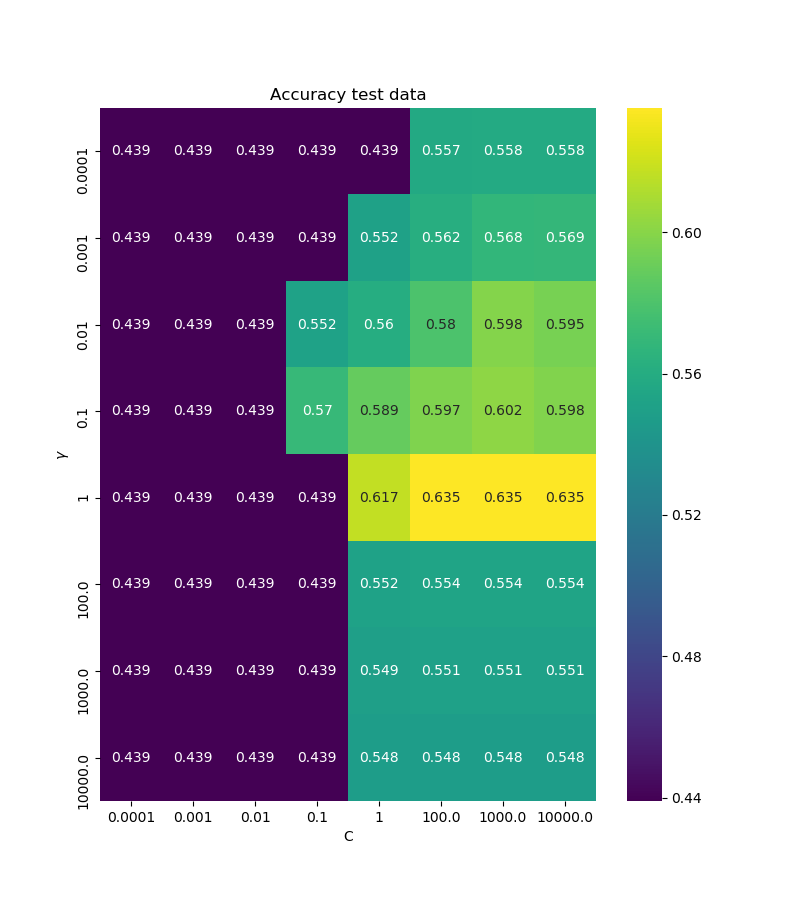 Accuracy test data
0.0001 0.439 0.439 0.439 0.439 0.439 0.557 0.558 0.558
0.001 0.439 0.439 0.439 0.439 0.552 0.562 0.568 0.569
0.01 0.439 0.439 0.439 0.552 0.56 0.58 0.598 0.595
0.1 0.439 0.439 0.439 0.57 0.589 0.597 0.602 0.598
γ
1 0.439 0.439 0.439 0.439 0.617 0.635 0.635 0.635
100.0 0.439 0.439 0.439 0.439 0.552 0.554 0.554 0.554
1000.0 0.439 0.439 0.439 0.439 0.549 0.551 0.551 0.551
10000.0 0.439 0.439 0.439 0.439 0.548 0.548 0.548 0.548
0.0001 0.001 0.01 0.1 1 100.0 1000.0 10000.0
C
0.60
0.56
0.52
0.48
0.44